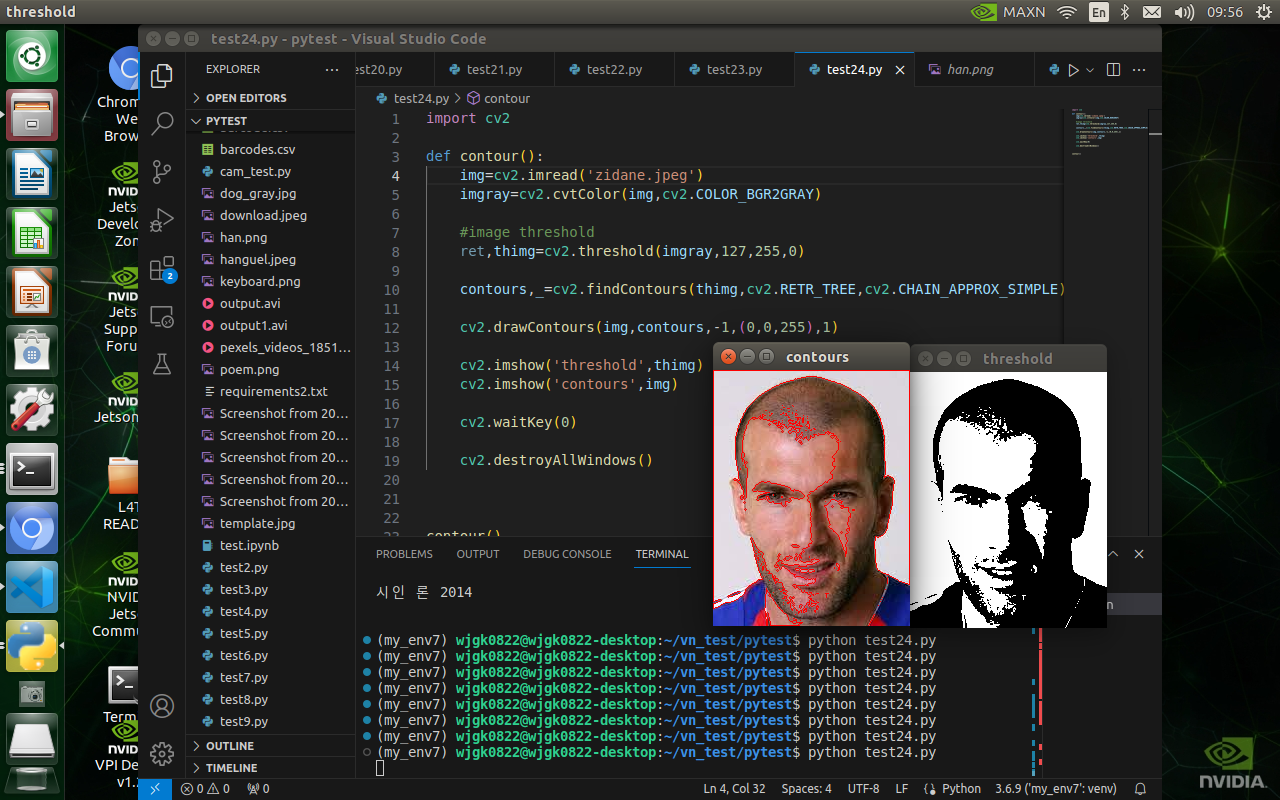 threshold
MAXN
En
09:56
test24.py - pytest - Visual Studio Code
EXPLORER
OPEN EDITORS
PYTEST
barcodes.csv
cam_test.py
dog_gray.jpg
download.jpeg
han.png
hanguel.jpeg
keyboard.png
output.avi
output1.avi
pexels_videos_1851...
poem.png
requirements2.txt
Screenshot from 20...
Screenshot from 20...
Screenshot from 20...
Screenshot from 20...
Screenshot from 20...
template.jpg
test.ipynb
test2.py
test3.py
test4.py
test5.py
test6.py
test7.py
test8.py
test9.py
OUTLINE
TIMELINE
2
est20.py
test21.py
test22.py
test23.py
test24.py
han.png
test24.py > contour
1 import cv2
2
3 def contour():
4 img=cv2.imread('zidane.jpeg')
5 imgray=cv2.cvtColor(img,cv2.COLOR_BGR2GRAY)
6
7 #image threshold
8 ret,thimg=cv2.threshold(imgray,127,255,0)
9
10 contours,_=cv2.findContours(thimg,cv2.RETR_TREE,cv2.CHAIN_APPROX_SIMPLE)
11
12 cv2.drawContours(img,contours,-1,(0,0,255),1)
13
14 cv2.imshow('threshold',thimg)
15 cv2.imshow('contours',img)
16
17 cv2.waitKey(0)
18
19 cv2.destroyAllWindows()
20
21
22
23 contour()
contours
threshold
PROBLEMS
OUTPUT
DEBUG CONSOLE
TERMINAL
시인 론 2014
(my_env7) wjgk0822@wjgk0822-desktop:~/vn_test/pytest$ python test24.py
(my_env7) wjgk0822@wjgk0822-desktop:~/vn_test/pytest$ python test24.py
(my_env7) wjgk0822@wjgk0822-desktop:~/vn_test/pytest$ python test24.py
(my_env7) wjgk0822@wjgk0822-desktop:~/vn_test/pytest$ python test24.py
(my_env7) wjgk0822@wjgk0822-desktop:~/vn_test/pytest$ python test24.py
(my_env7) wjgk0822@wjgk0822-desktop:~/vn_test/pytest$ python test24.py
(my_env7) wjgk0822@wjgk0822-desktop:~/vn_test/pytest$ python test24.py
(my_env7) wjgk0822@wjgk0822-desktop:~/vn_test/pytest$ python test24.py
0 0
0
Ln 4, Col 32
Spaces: 4
UTF-8
LF
Python
3.6.9 ('my_env7': venv)
Chrom
We
Brow
NVID
Jets
Develo
Zon
NVID
Jets
Supp
Foru
NVID
Jetson
L4T
READ
NVID
NVID
Jets
Commu
Term
NVID
VPI De
v1.
NVIDIA.